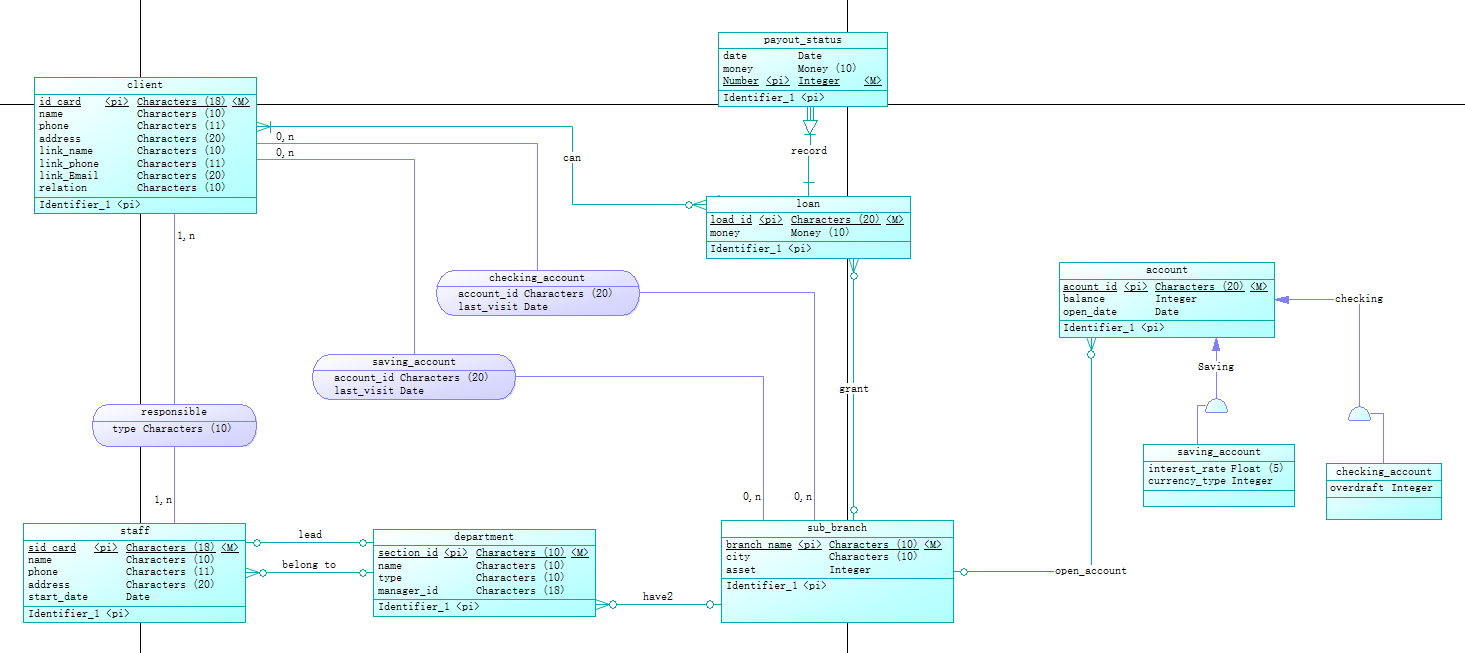 payout_status
date Date
money Money (10)
Number <pi> Integer <M>
Identifier_1 <pi>
client
id_card <pi> Characters (18) <M>
name Characters (10)
phone Characters (11)
address Characters (20)
link_name Characters (10)
link_phone Characters (11)
link_Email Characters (20)
relation Characters (10)
Identifier_1 <pi>
0,n
0,n
can
record
loan
load_id <pi> Characters (20) <M>
money Money (10)
Identifier_1 <pi>
1,n
checking_account
account_id Characters (20)
last_visit Date
account
acount_id <pi> Characters (20) <M>
balance Integer
open_date Date
Identifier_1 <pi>
checking
saving_account
account_id Characters (20)
last_visit Date
Saving
grant
responsible
type Characters (10)
saving_account
interest_rate Float (5)
currency_type Integer
checking_account
overdraft Integer
1,n
0,n
0,n
staff
sid_card <pi> Characters (18) <M>
name Characters (10)
phone Characters (11)
address Characters (20)
start_date Date
Identifier_1 <pi>
lead
belong to
department
section_id <pi> Characters (10) <M>
name Characters (10)
type Characters (10)
manager_id Characters (18)
Identifier_1 <pi>
have2
sub_branch
branch_name <pi> Characters (10) <M>
city Characters (10)
asset Integer
Identifier_1 <pi>
open_account